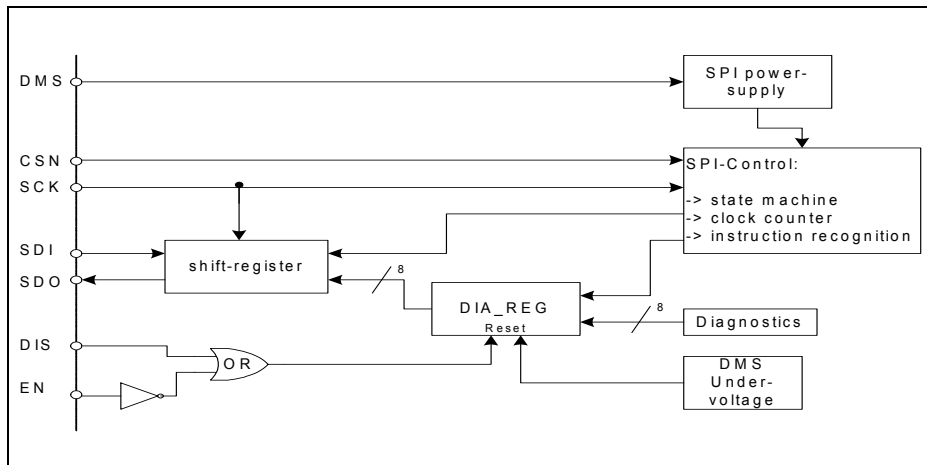 DMS
SPI power-
supply
CSN
SCK
SPI-Control:
-> state machine
-> clock counter
-> instruction recognition
SDI
SDO
shift-register
8
DIA_REG
Reset
8
Diagnostics
DIS
EN
OR
DMS
Under-
voltage